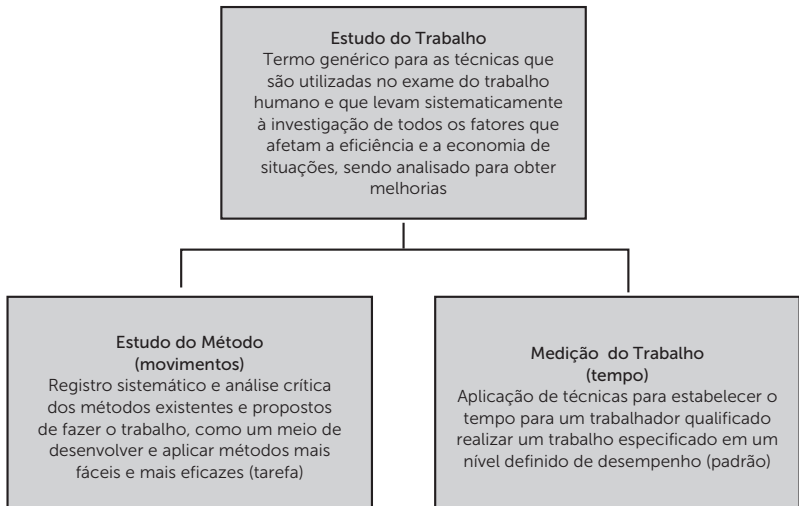 Estudo do Trabalho
Termo genérico para as técnicas que
são utilizadas no exame do trabalho
humano e que levam sistematicamente
à investigação de todos os fatores que
afetam a eficiência e a economia de
situações, sendo analisado para obter
melhorias
Estudo do Método
(movimentos)
Registro sistemático e análise crítica
dos métodos existentes e propostos
de fazer o trabalho, como um meio de
desenvolver e aplicar métodos mais
fáceis e mais eficazes (tarefa)
Medição do Trabalho
(tempo)
Aplicação de técnicas para estabelecer o
tempo para um trabalhador qualificado
realizar um trabalho especificado em um
nível definido de desempenho (padrão)